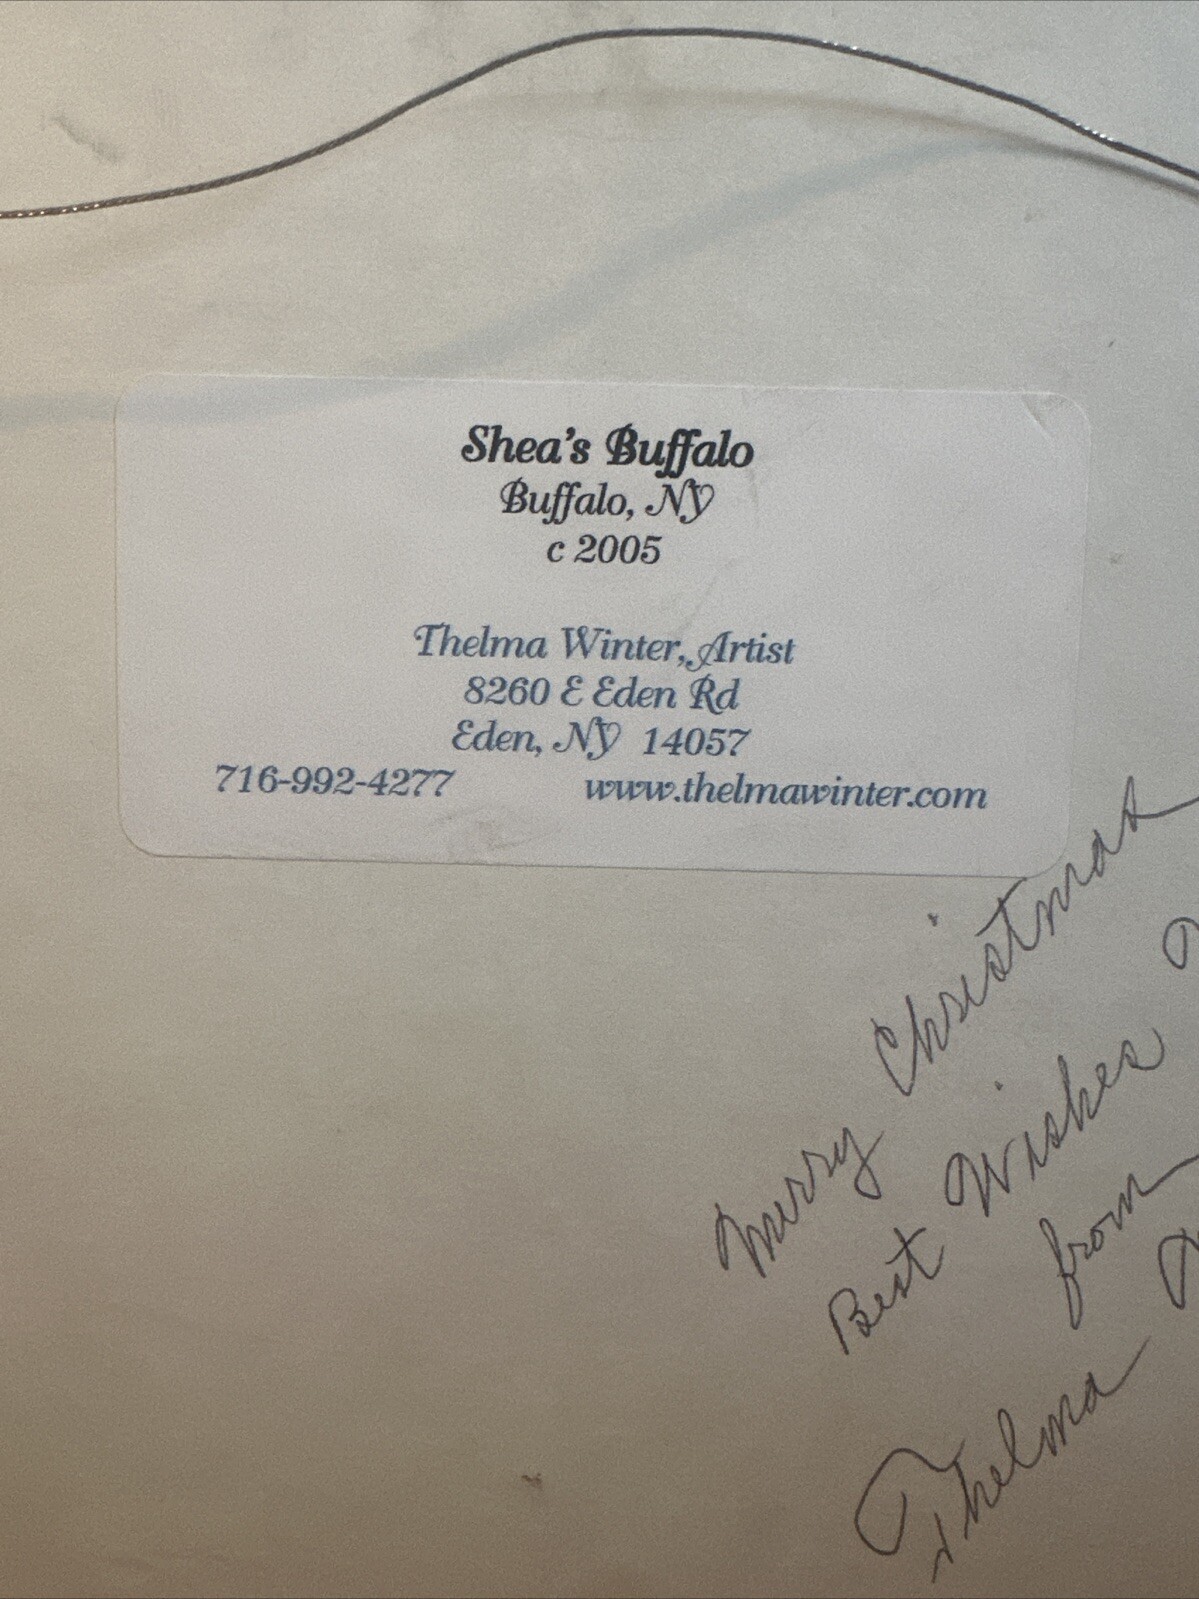 Shea's Buffalo
Buffalo, NY
c 2005
Thelma Winter, Artist
8260 E Eden Rd
Eden, NY 14057
716-992-4277 www.thelmawinter.com
Merry Christmas
Best Wishes
from
Thelma